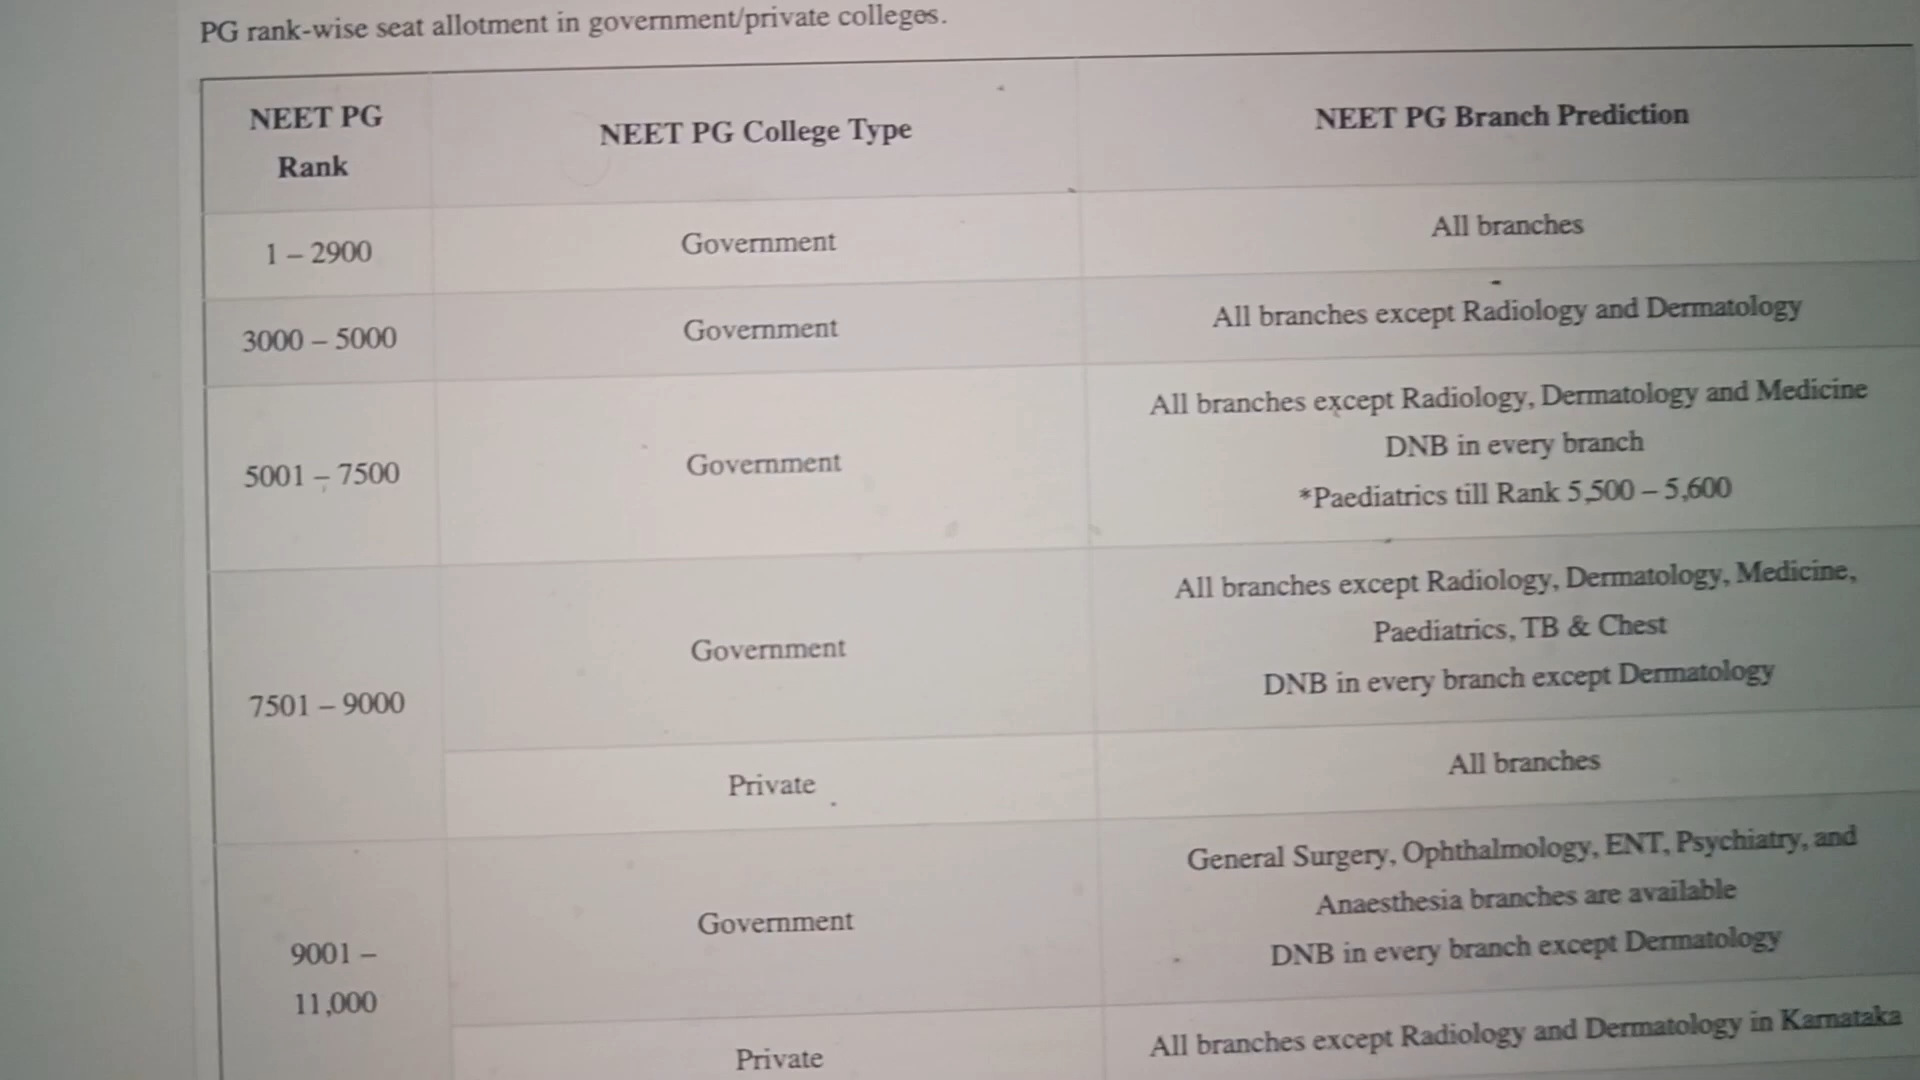 PG rank-wise seat allotment in government/private colleges.
NEET PG
Rank
NEET PG College Type
NEET PG Branch Prediction
1 – 2900
Government
All branches
3000 – 5000
Government
All branches except Radiology and Dermatology
5001 – 7500
Government
All branches except Radiology, Dermatology and Medicine
DNB in every branch
*Paediatrics till Rank 5,500 – 5,600
7501 – 9000
Government
All branches except Radiology, Dermatology, Medicine,
Paediatrics, TB & Chest
DNB in every branch except Dermatology
Private
All branches
9001 –
11,000
Government
General Surgery, Ophthalmology, ENT, Psychiatry, and
Anaesthesia branches are available
DNB in every branch except Dermatology
Private
All branches except Radiology and Dermatology in Karnataka